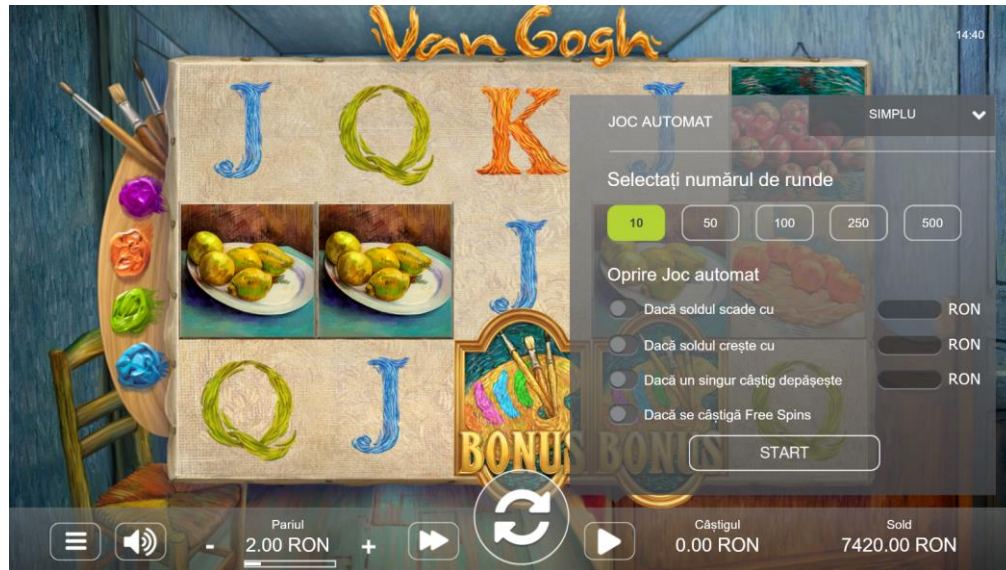 Van Gogh
14:40
J Q K J
JOC AUTOMAT
SIMPLU
Selectați numărul de runde
10 50 100 250 500
J
Oprire Joc automat
Dacă soldul scade cu RON
Dacă soldul crește cu RON
Dacă un singur câștig depășește RON
Dacă se câștigă Free Spins
Q J Q
BONUS BONUS
START
Pariul
- 2.00 RON +
Câștigul
0.00 RON
Sold
7420.00 RON